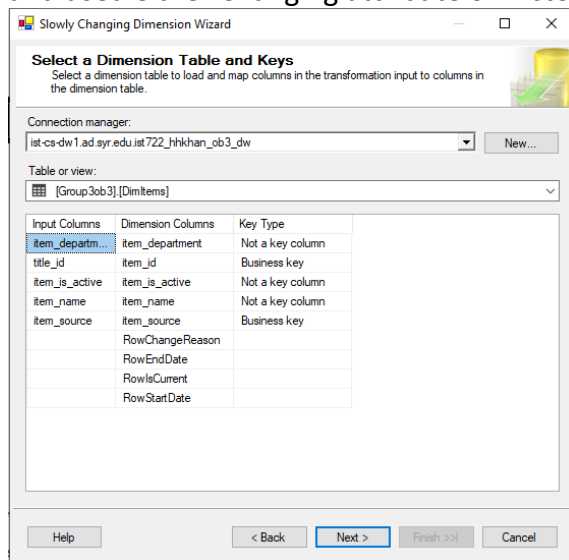 Slowly Changing Dimension Wizard
Select a Dimension Table and Keys
Select a dimension table to load and map columns in the transformation input to columns in
the dimension table.
Connection manager:
ist-cs-dw1.ad.syr.edu.ist722_hhkhan_ob3_dw
New...
Table or view:
[Group3ob3].[DimItems]
Input Columns Dimension Columns Key Type
item_departm... item_department Not a key column
title_id item_id Business key
item_is_active item_is_active Not a key column
item_name item_name Not a key column
item_source item_source Business key
RowChangeReason
RowEndDate
RowIsCurrent
RowStartDate
Help < Back Next > Finish >>| Cancel